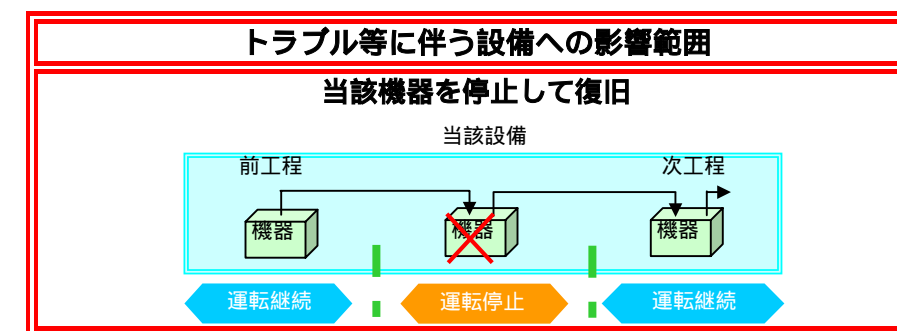 トラブル等に伴う設備への影響範囲
当該機器を停止して復旧
当該設備
前工程 次工程
機器 機器 機器
運転継続 運転停止 運転継続